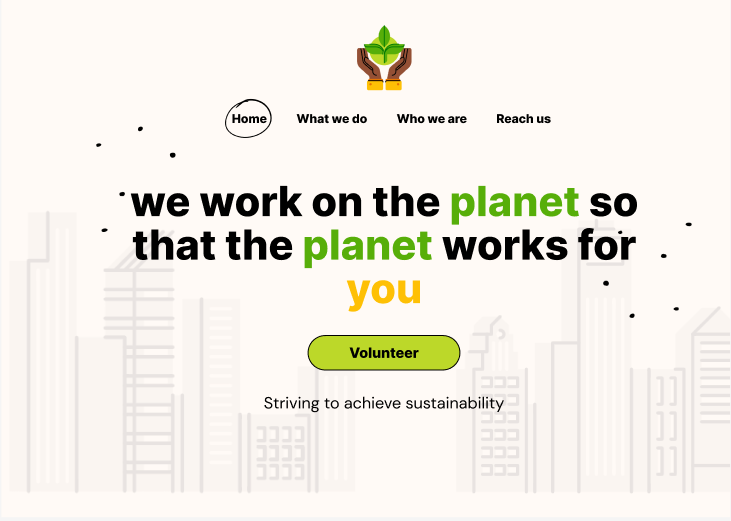 Home
What we do
Who we are
Reach us
we work on the planet so
that the planet works for
you
Volunteer
Striving to achieve sustainability